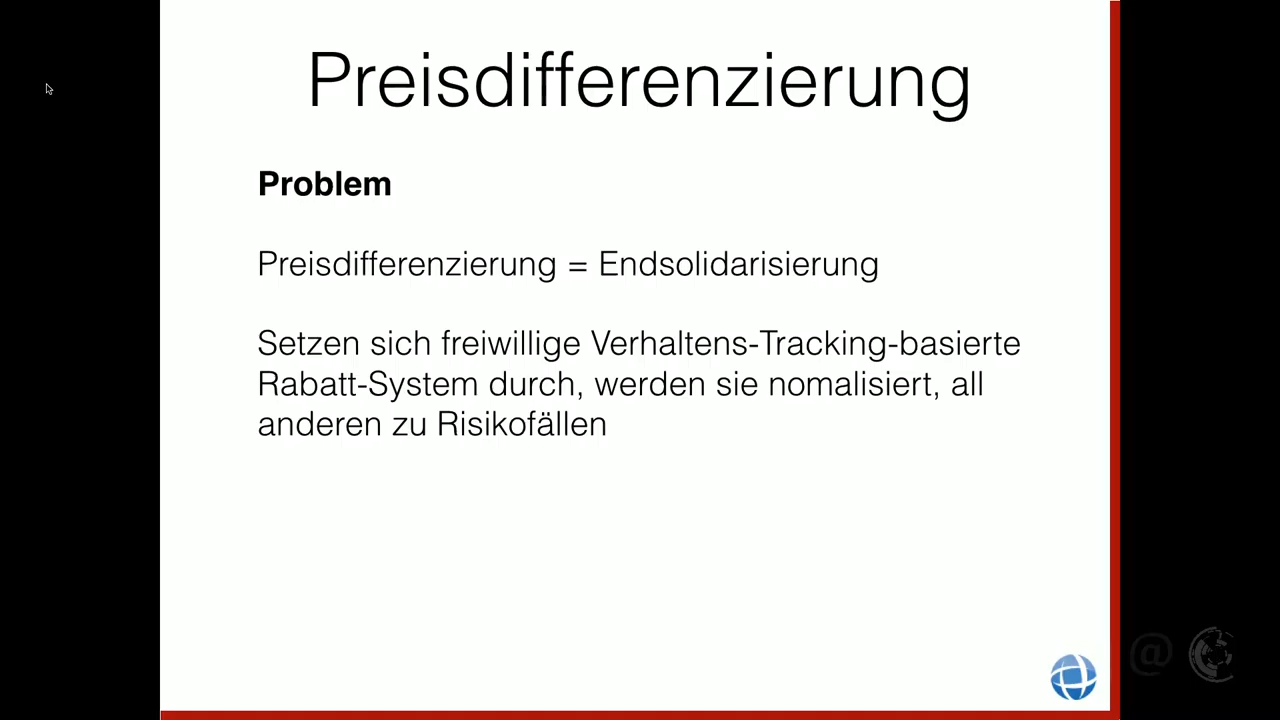 Preisdifferenzierung
Problem
Preisdifferenzierung = Endsolidarisierung
Setzen sich freiwillige Verhaltens-Tracking-basierte
Rabatt-System durch, werden sie nomalisiert, all
anderen zu Risikofällen
@